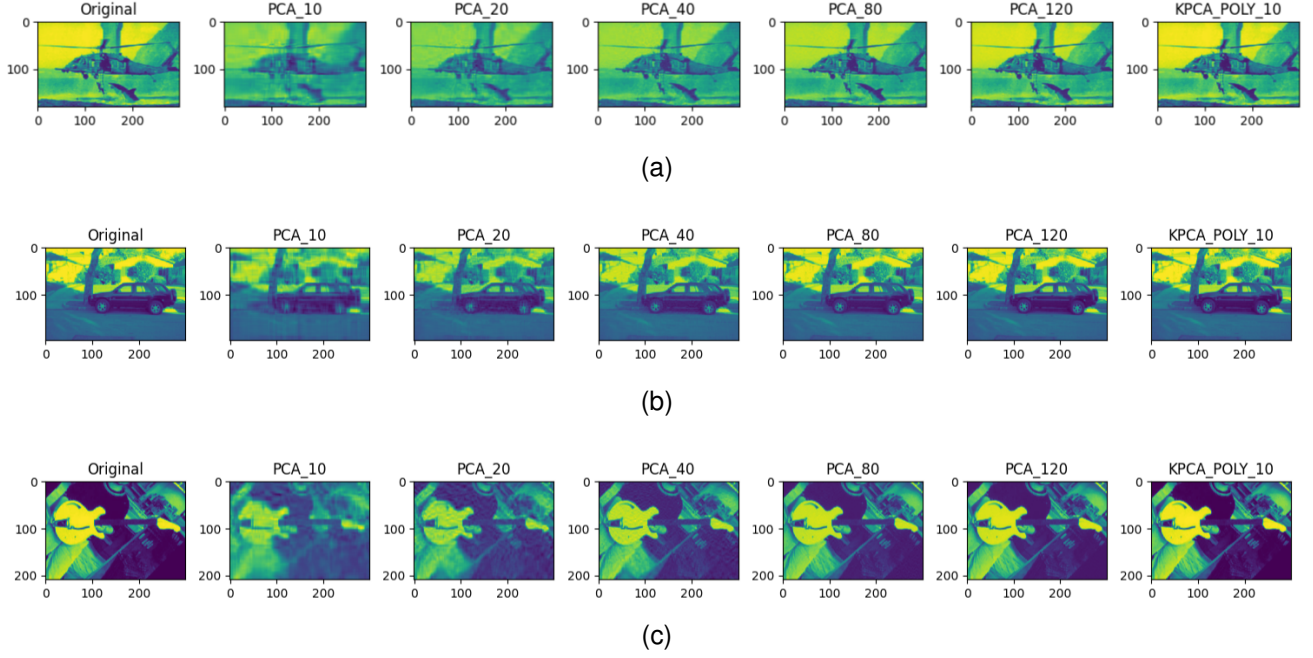 Original PCA_10 PCA_20 PCA_40 PCA_80 PCA_120 KPCA_POLY_10
0 0 0 0 0 0 0
100 100 100 100 100 100 100
0 100 200 0 100 200 0 100 200 0 100 200 0 100 200 0 100 200 0 100 200
(a)
Original PCA_10 PCA_20 PCA_40 PCA_80 PCA_120 KPCA_POLY_10
0 0 0 0 0 0 0
100 100 100 100 100 100 100
0 100 200 0 100 200 0 100 200 0 100 200 0 100 200 0 100 200 0 100 200
(b)
Original PCA_10 PCA_20 PCA_40 PCA_80 PCA_120 KPCA_POLY_10
0 0 0 0 0 0 0
100 100 100 100 100 100 100
200 200 200 200 200 200 200
0 100 200 0 100 200 0 100 200 0 100 200 0 100 200 0 100 200 0 100 200
(c)